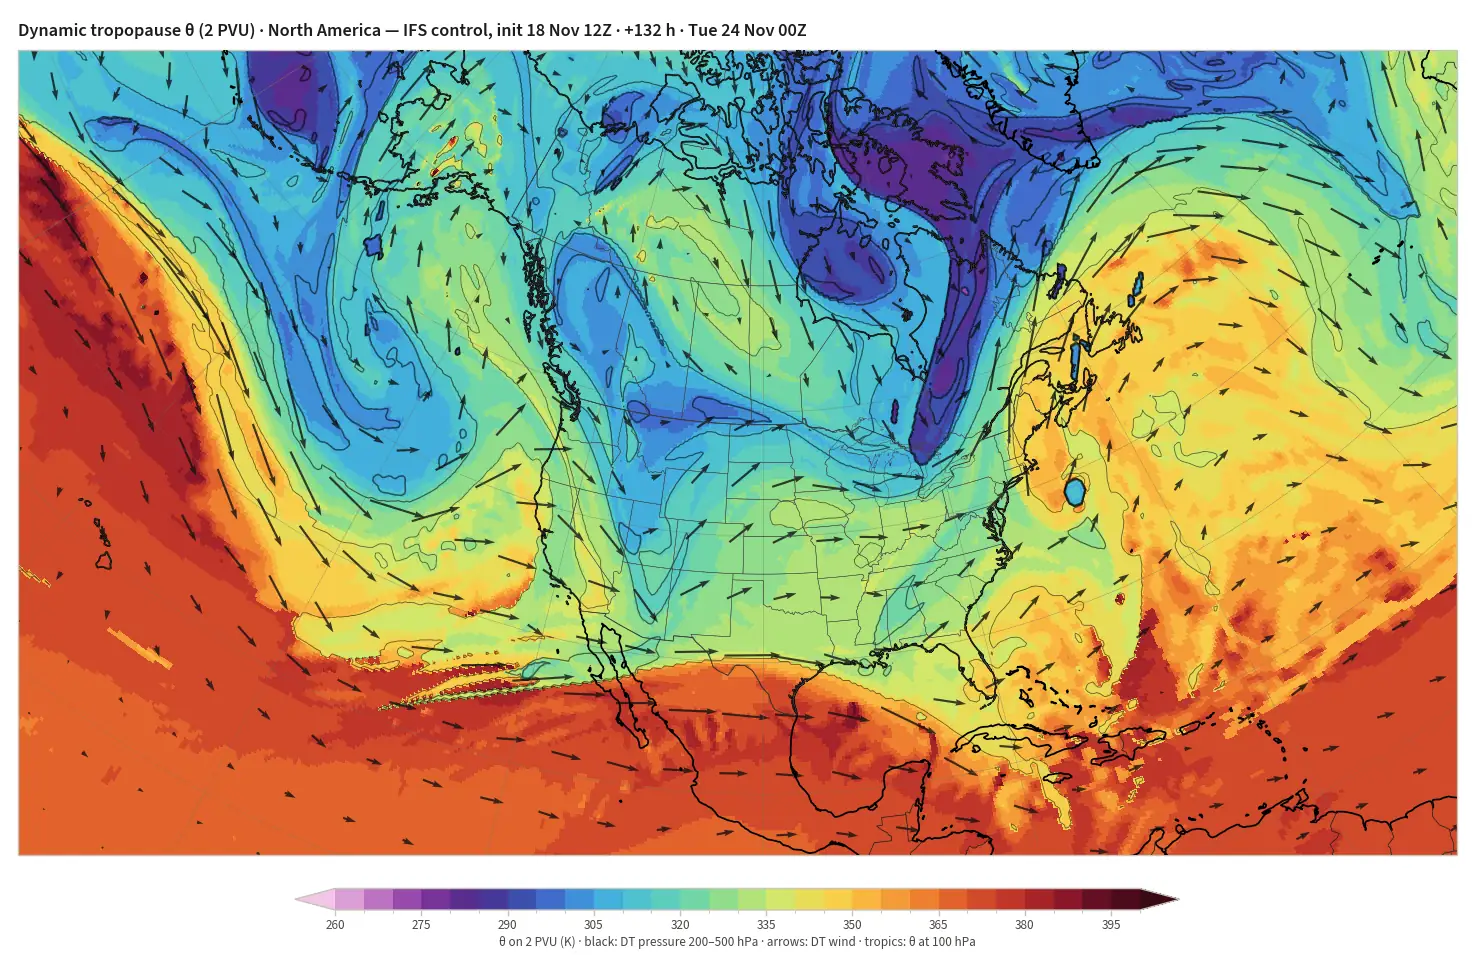 Dynamic tropopause θ (2 PVU) · North America — IFS control, init 18 Nov 12Z · +132 h · Tue 24 Nov 00Z
260 275 290 305 320 335 350 365 380 395
θ on 2 PVU (K) · black: DT pressure 200–500 hPa · arrows: DT wind · tropics: θ at 100 hPa